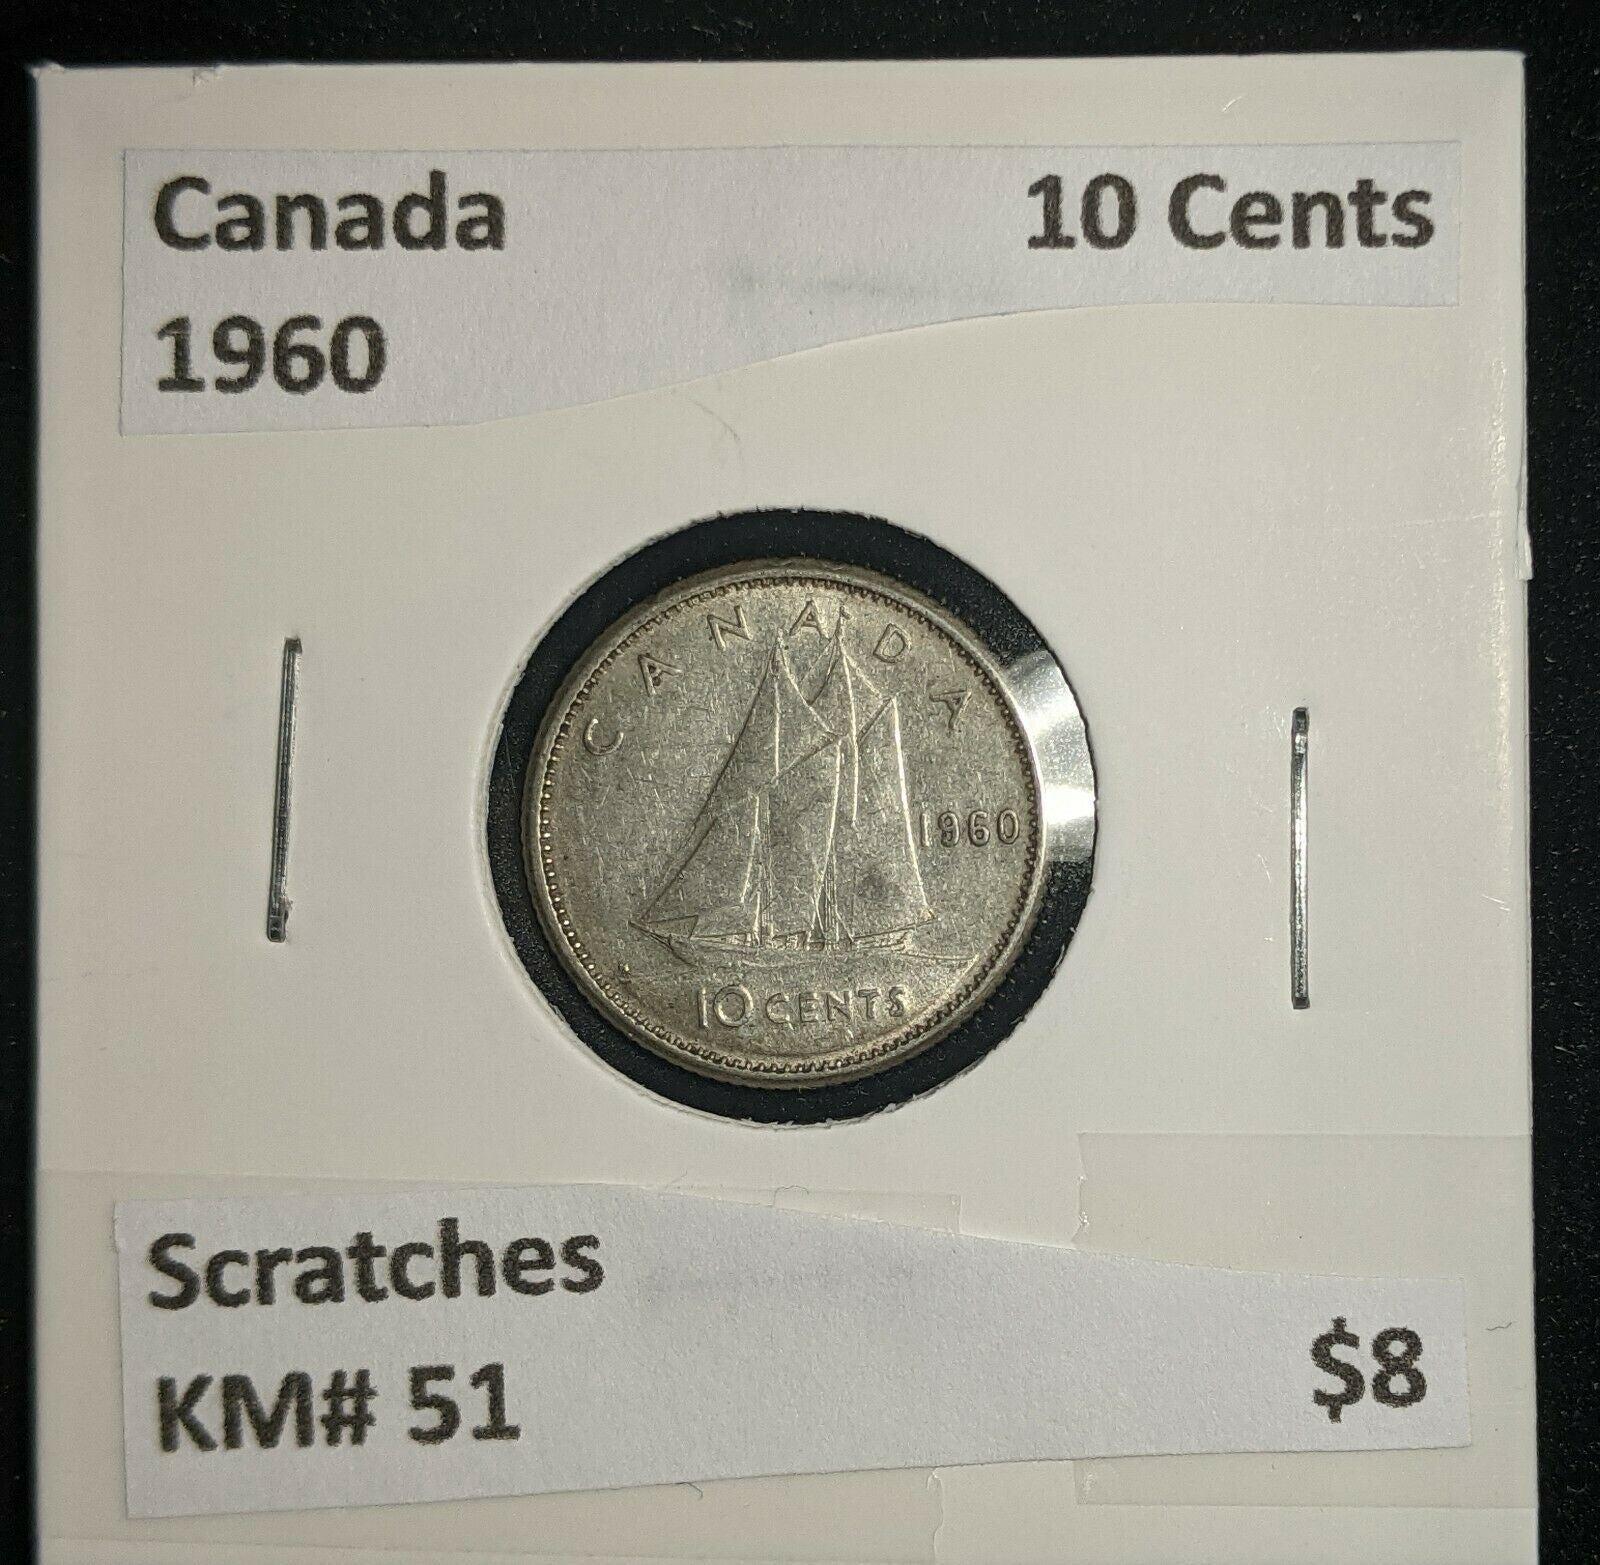 Canada 10 Cents
1960
CANADA
1960
10 CENTS
Scratches
KM# 51 $8